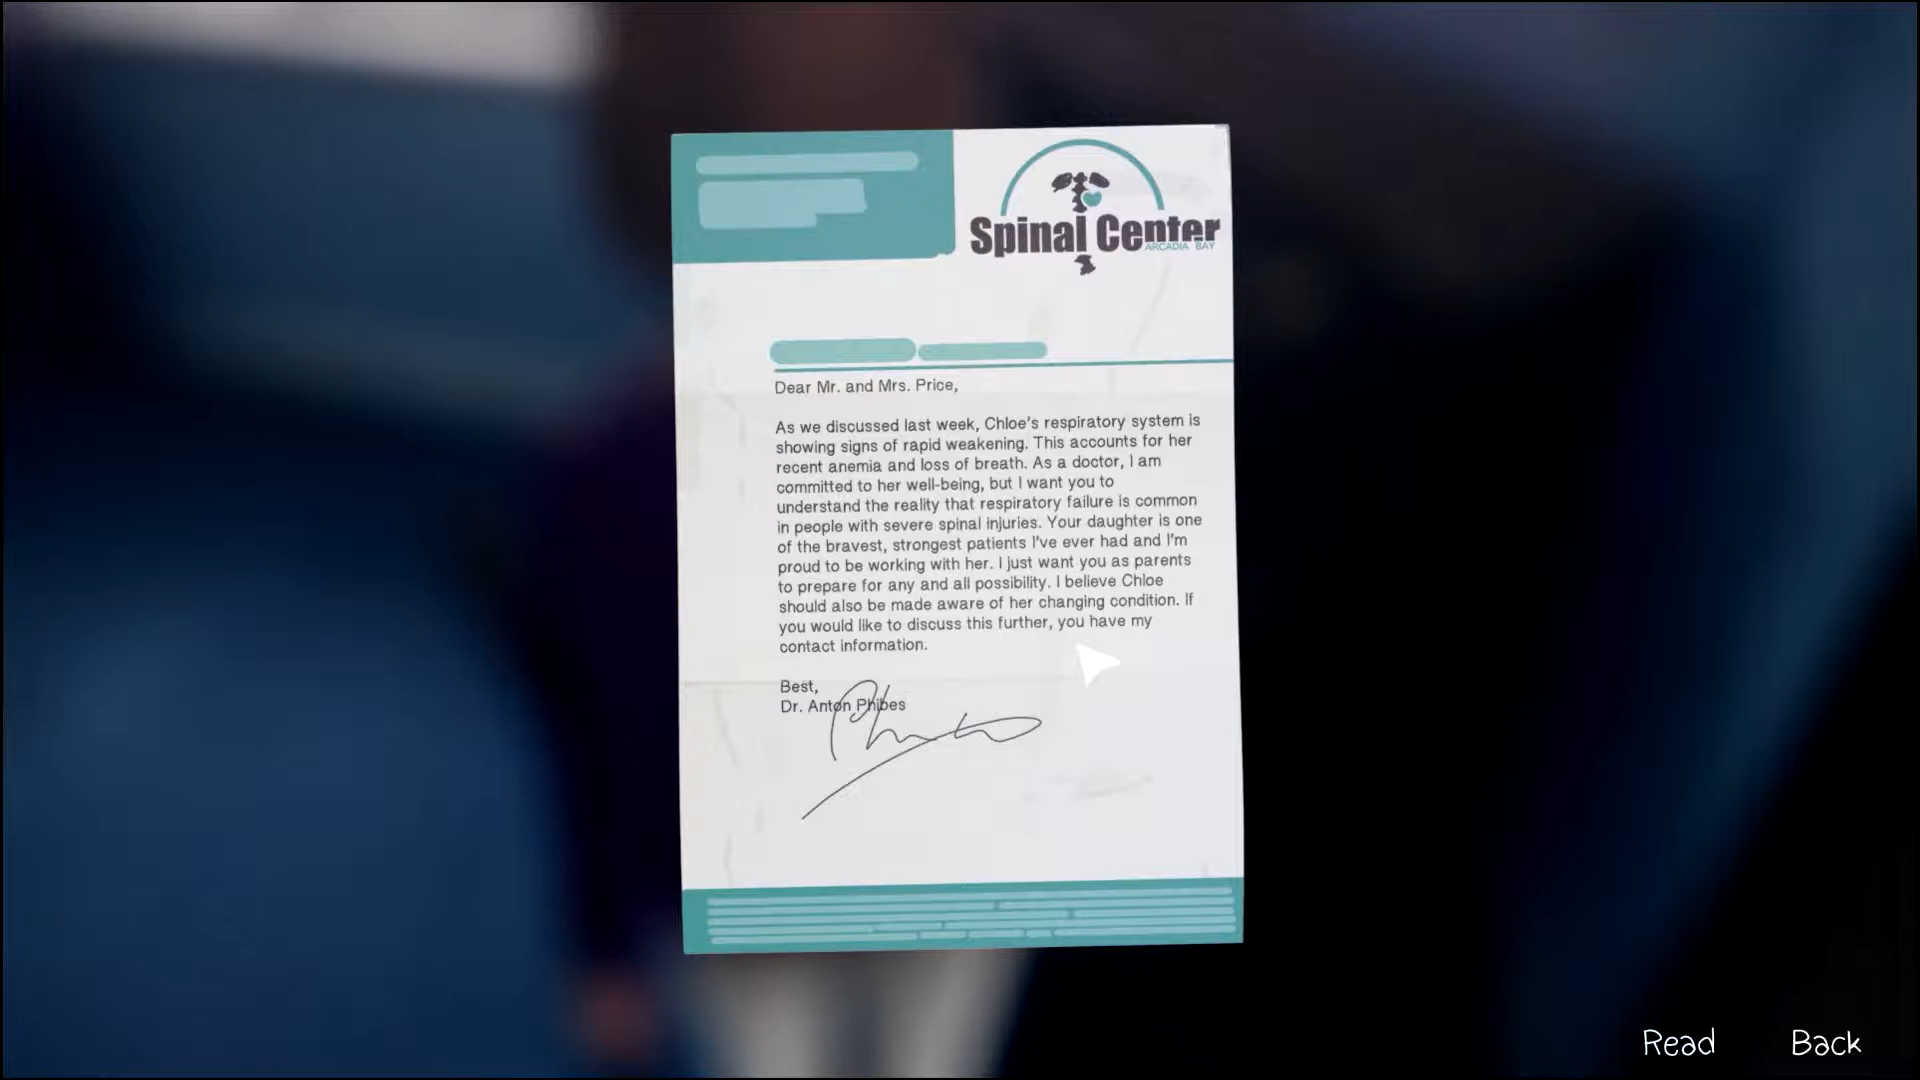 Spinal Center
ARCADIA BAY
Dear Mr. and Mrs. Price,
As we discussed last week, Chloe's respiratory system is
showing signs of rapid weakening. This accounts for her
recent anemia and loss of breath. As a doctor, I am
committed to her well-being, but I want you to
understand the reality that respiratory failure is common
in people with severe spinal injuries. Your daughter is one
of the bravest, strongest patients I've ever had and I'm
proud to be working with her. I just want you as parents
to prepare for any and all possibility. I believe Chloe
should also be made aware of her changing condition. If
you would like to discuss this further, you have my
contact information.
Best,
Dr. Anton Phibes
Read Back